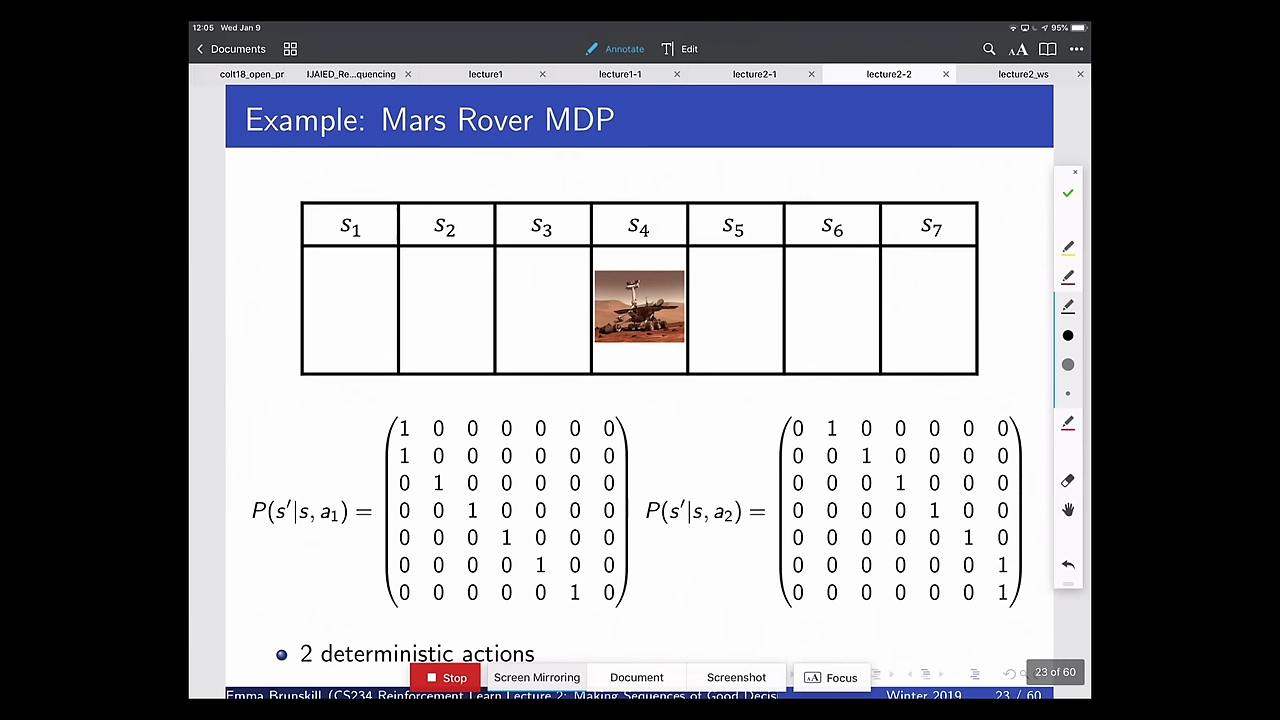 12:05 Wed Jan 9 95%
Documents Annotate Edit AA
colt18_open_pr IJAIED_Re...quencing lecture1 lecture1-1 lecture2-1 lecture2-2 lecture2_ws
Example: Mars Rover MDP
s1 s2 s3 s4 s5 s6 s7
1 0 0 0 0 0 0 0 1 0 0 0 0 0
1 0 0 0 0 0 0 0 0 1 0 0 0 0
0 1 0 0 0 0 0 0 0 0 1 0 0 0
P(s′|s, a1) = 0 0 1 0 0 0 0 P(s′|s, a2) = 0 0 0 0 1 0 0
0 0 0 1 0 0 0 0 0 0 0 0 1 0
0 0 0 0 1 0 0 0 0 0 0 0 0 1
0 0 0 0 0 1 0 0 0 0 0 0 0 1
2 deterministic actions
Stop Screen Mirroring Document Screenshot AA Focus 23 of 60
Emma Brunskill (CS234 Reinforcement Learn Lecture 2: Making Sequences of Good Decis Winter 2019 23 / 60